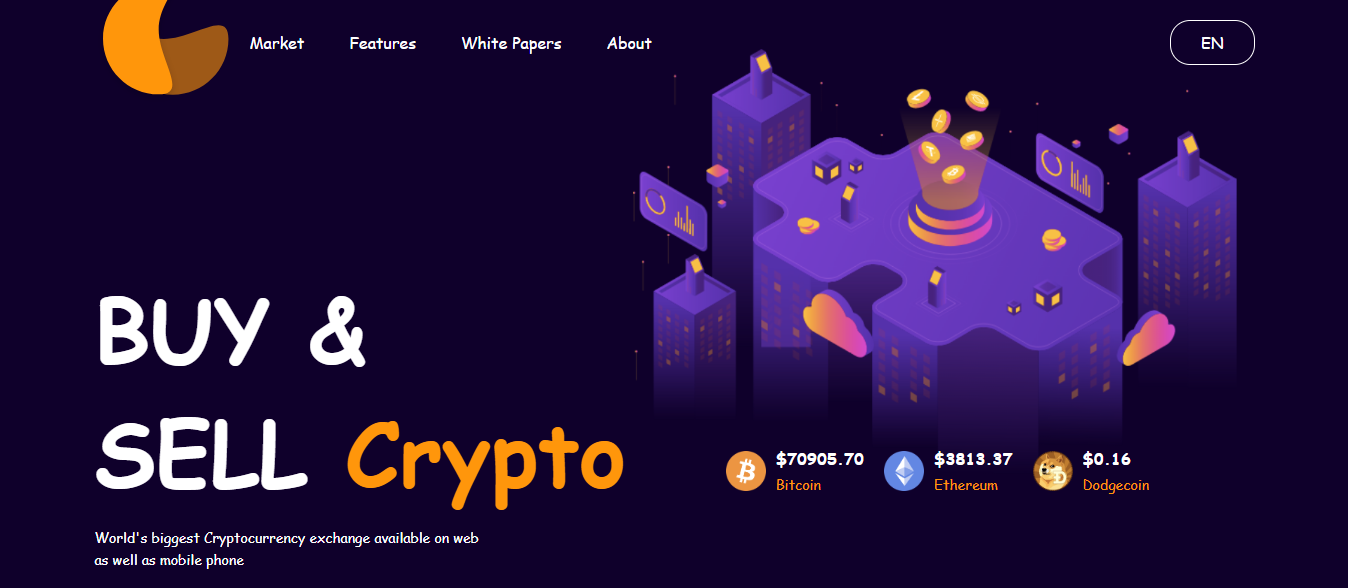 Market Features White Papers About EN
BUY &
SELL Crypto
$70905.70 $3813.37 $0.16
Bitcoin Ethereum Dodgecoin
World's biggest Cryptocurrency exchange available on web
as well as mobile phone